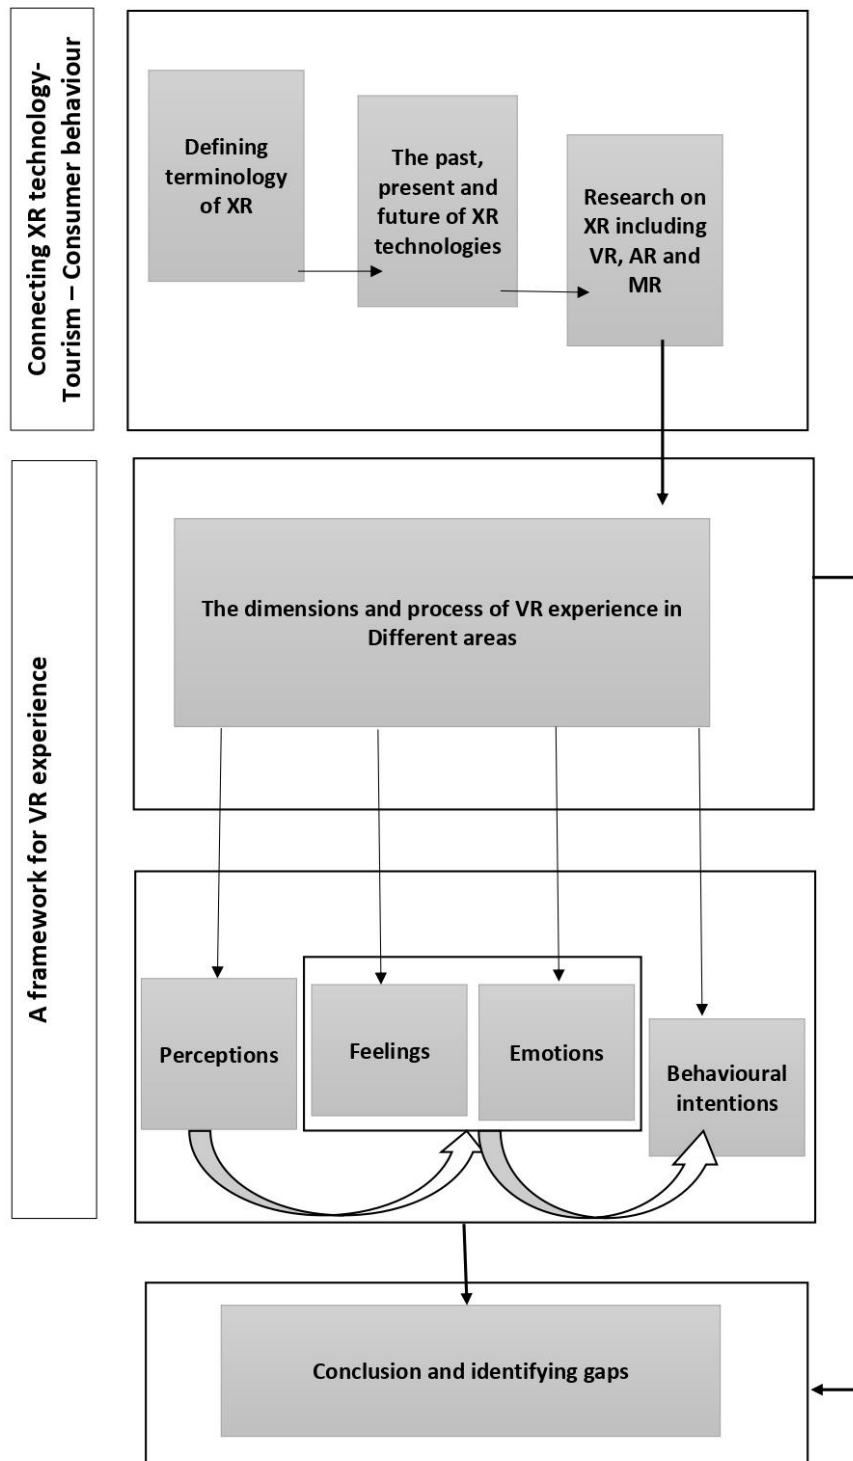 Connecting XR technology-
Tourism – Consumer behaviour
Defining
terminology
of XR
The past,
present and
future of XR
technologies
Research on
XR including
VR, AR and
MR
A framework for VR experience
The dimensions and process of VR experience in
Different areas
Perceptions
Feelings
Emotions
Behavioural
intentions
Conclusion and identifying gaps